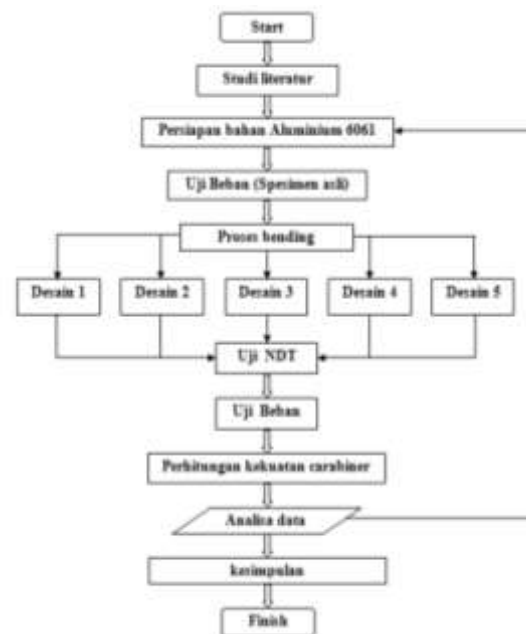 Start
Studi literatur
Persiapan bahan Aluminium 6061
Uji Beban (Spesimen asli)
Proses bending
Desain 1
Desain 2
Desain 3
Desain 4
Desain 5
Uji NDT
Uji Beban
Perhitungan kekuatan carabiner
Analisa data
kesimpulan
Finish